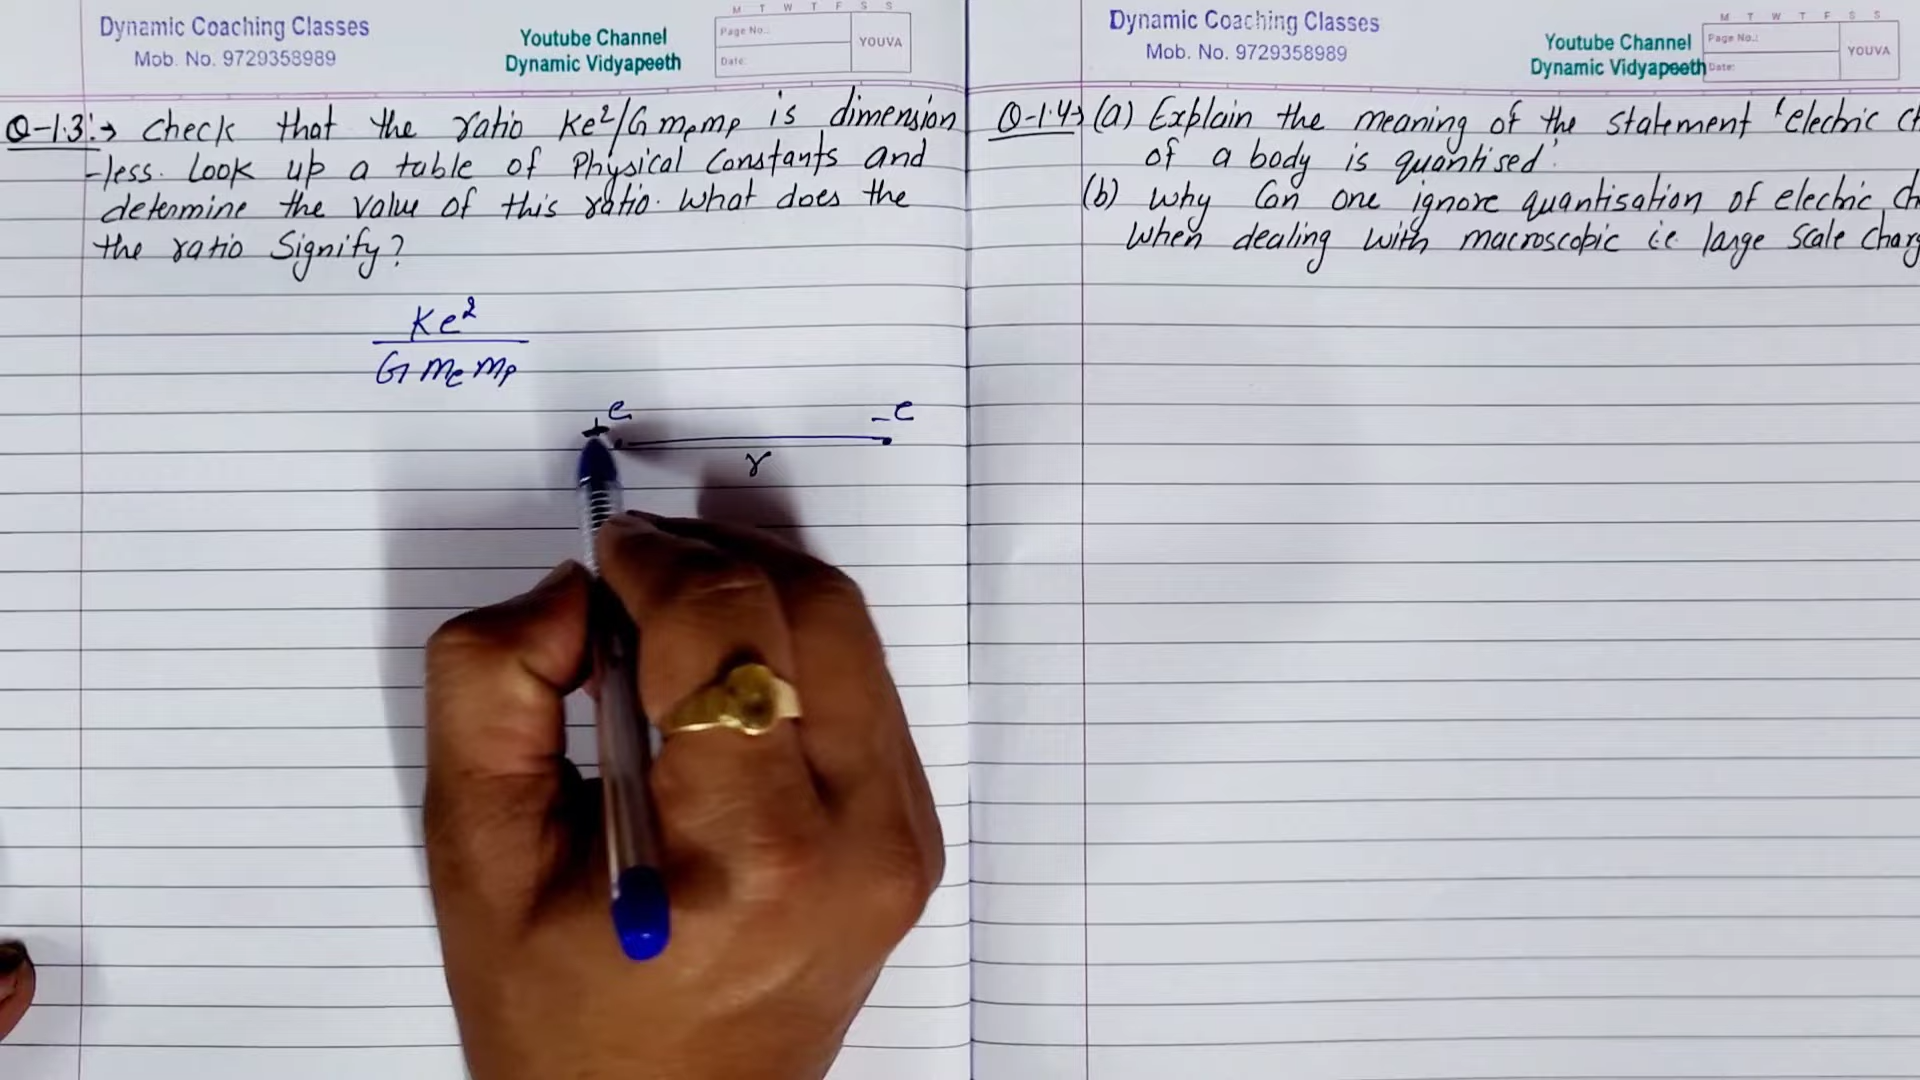 Dynamic Coaching Classes
Mob. No. 9729358989
Youtube Channel
Dynamic Vidyapeeth
M T W T F S S
Page No.:
Date:
YOUVA
Q-1.3:→ Check that the ratio Ke²/G mₑmₚ is dimension
-less. Look up a table of Physical Constants and
determine the value of this ratio. What does the
the ratio Signify?
Ke²
G mₑ mₚ
+e -e
r
Dynamic Coaching Classes
Mob. No. 9729358989
Youtube Channel
Dynamic Vidyapeeth
M T W T F S S
Page No.:
Date:
YOUVA
Q-1.4→ (a) Explain the meaning of the statement 'electric
of a body is quantised'.
(b) Why Can one ignore quantisation of electric
when dealing with macroscopic i.e. large scale